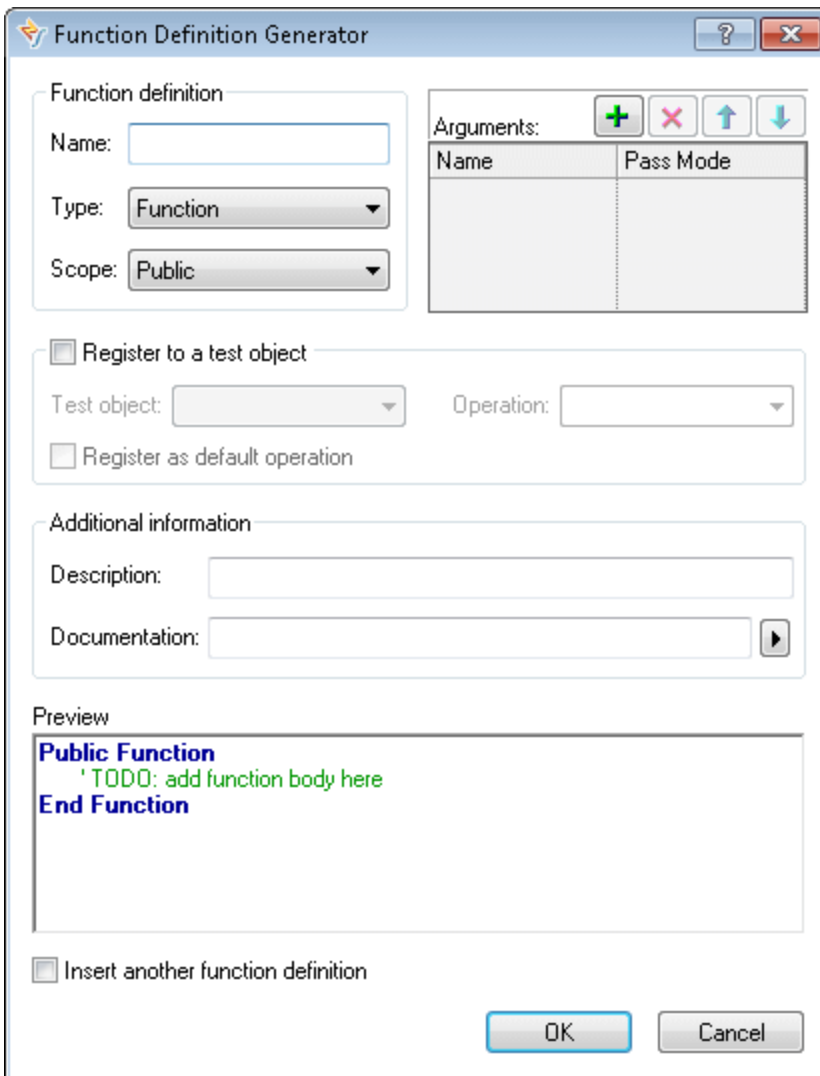 Function Definition Generator
Function definition
Name:
Type: Function
Scope: Public
Arguments:
Name Pass Mode
Register to a test object
Test object: Operation:
Register as default operation
Additional information
Description:
Documentation:
Preview
Public Function
' TODO: add function body here
End Function
Insert another function definition
OK Cancel